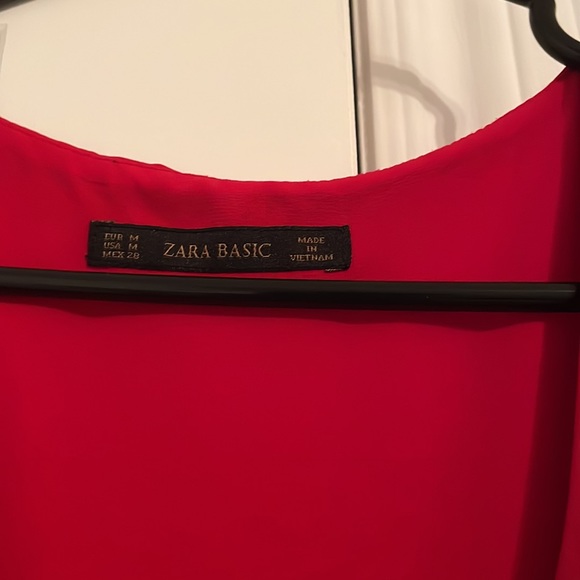 EUR M
USA M
MEX 28
ZARA BASIC
MADE
IN
VIETNAM